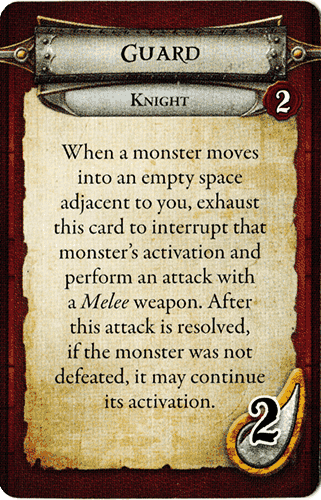 Guard
Knight
2
When a monster moves
into an empty space
adjacent to you, exhaust
this card to interrupt that
monster's activation and
perform an attack with
a Melee weapon. After
this attack is resolved,
if the monster was not
defeated, it may continue
its activation.
2